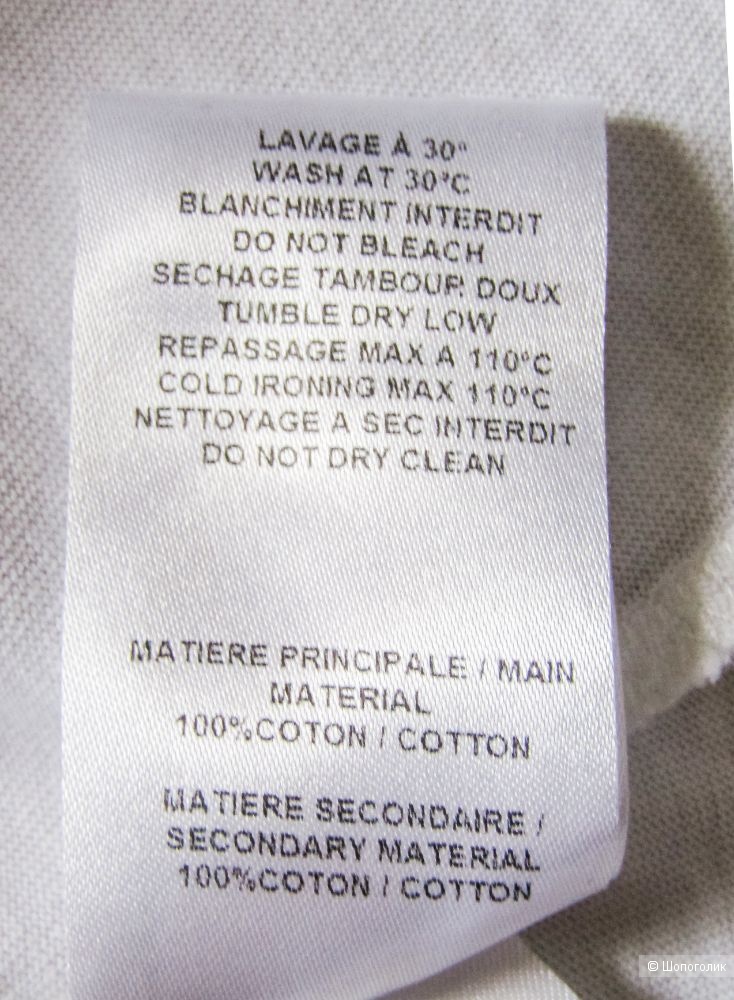 LAVAGE À 30°
WASH AT 30°C
BLANCHIMENT INTERDIT
DO NOT BLEACH
SECHAGE TAMBOUR DOUX
TUMBLE DRY LOW
REPASSAGE MAX A 110°C
COLD IRONING MAX 110°C
NETTOYAGE A SEC INTERDIT
DO NOT DRY CLEAN
MATIERE PRINCIPALE / MAIN
MATERIAL
100%COTON / COTTON
MATIERE SECONDAIRE /
SECONDARY MATERIAL
100%COTON / COTTON
© Шопоголик